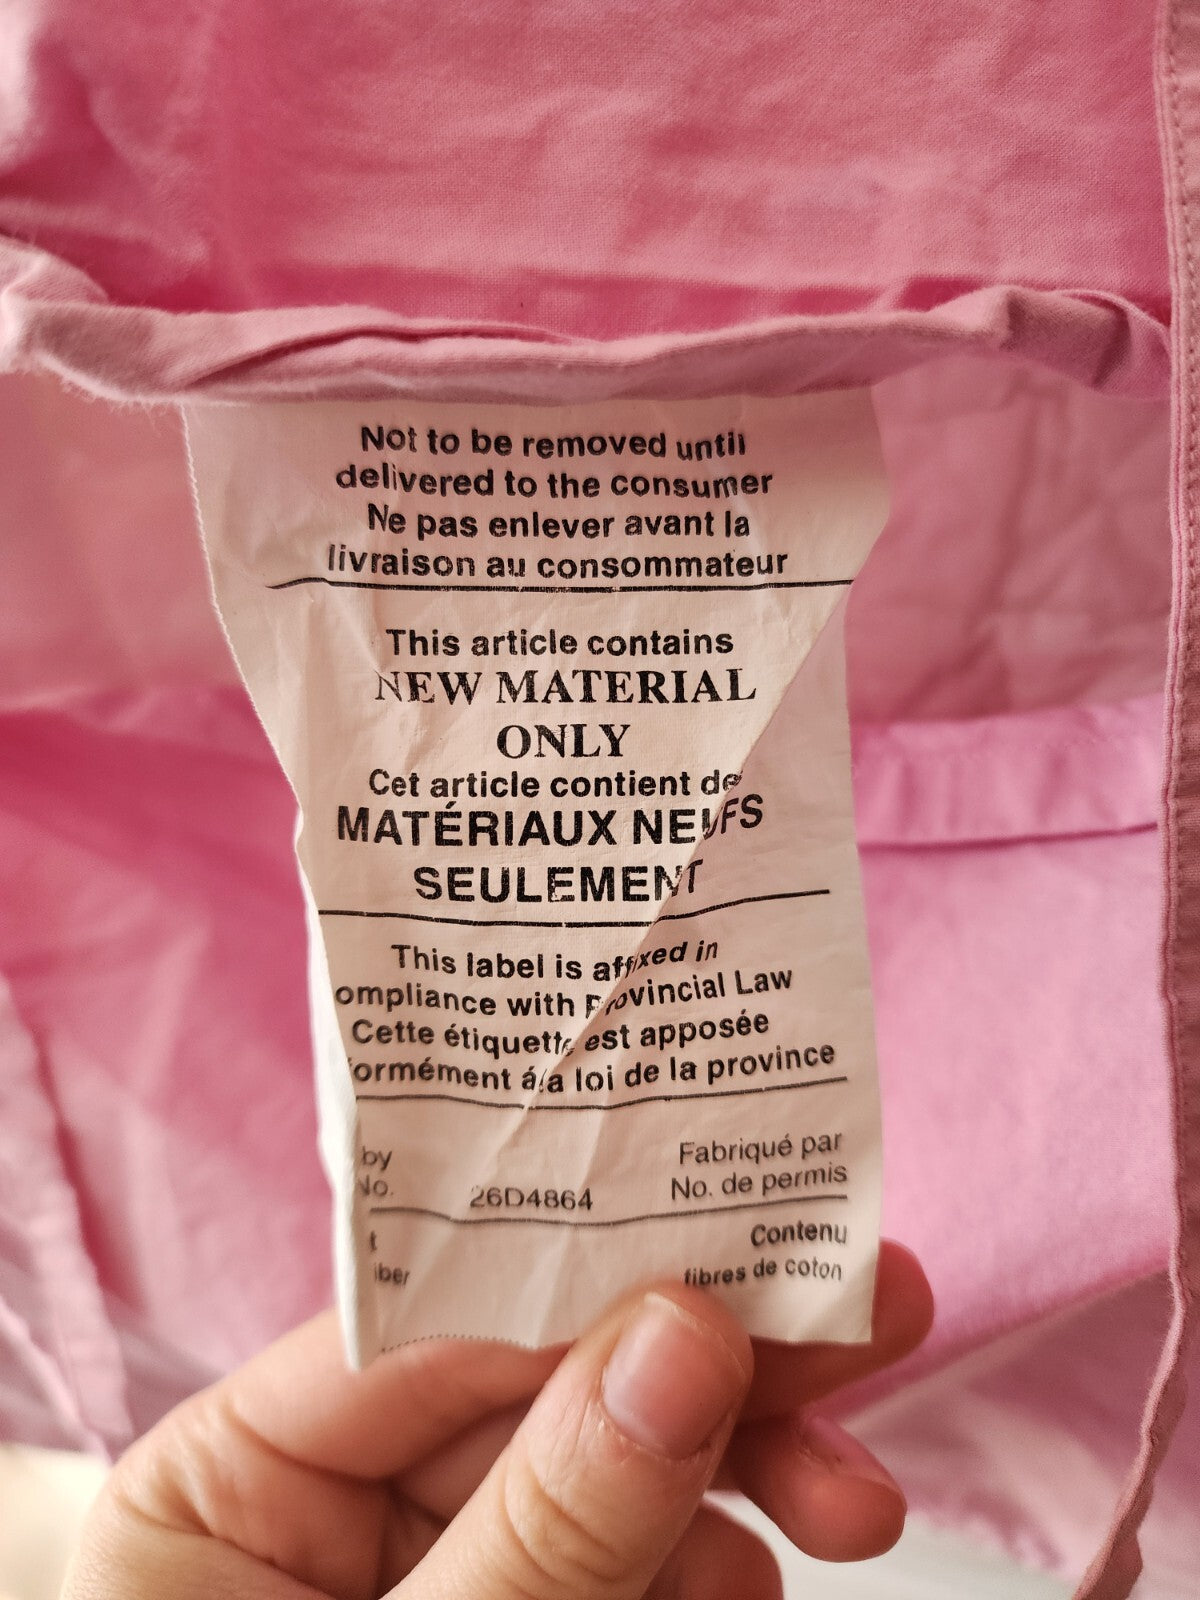 Not to be removed until
delivered to the consumer
Ne pas enlever avant la
livraison au consommateur
This article contains
NEW MATERIAL
ONLY
Cet article contient de
MATÉRIAUX NEUFS
SEULEMENT
This label is affixed in
ompliance with Provincial Law
Cette étiquette est apposée
formément á la loi de la province
by Fabriqué par
No. 26D4864 No. de permis
t Contenu
iber fibres de coton